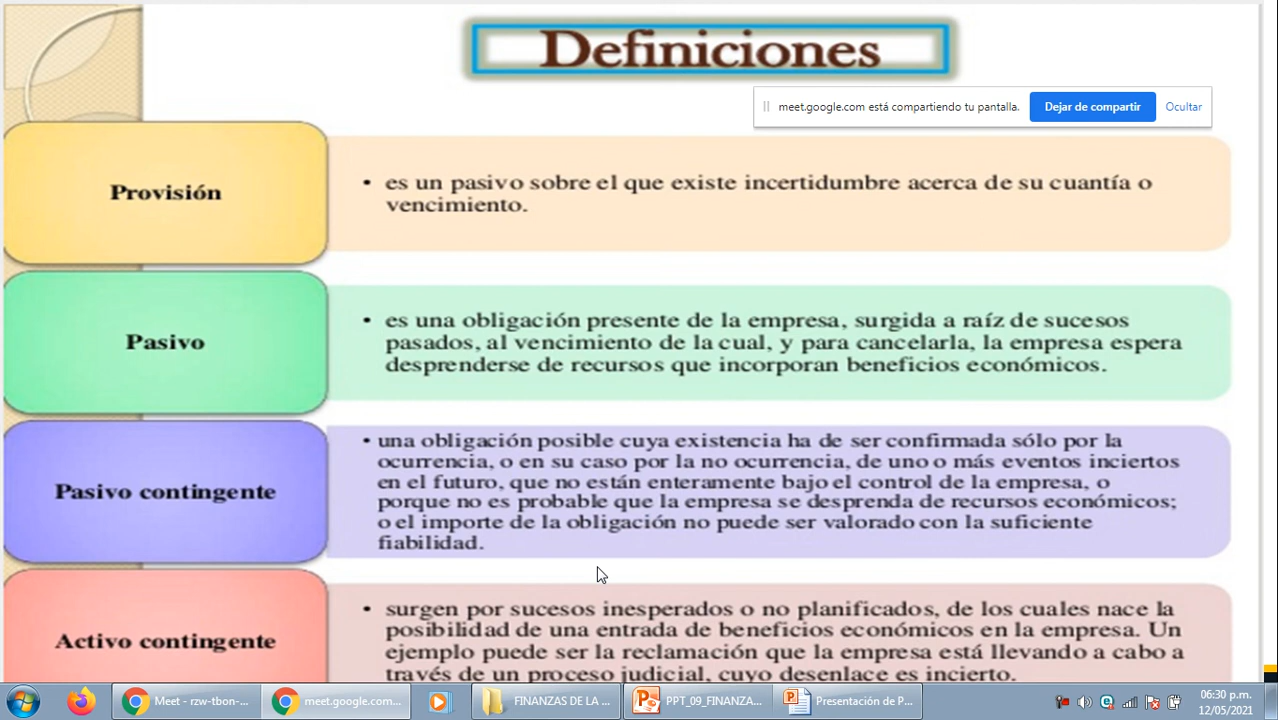 Definiciones
meet.google.com está compartiendo tu pantalla. Dejar de compartir Ocultar
Provisión
• es un pasivo sobre el que existe incertidumbre acerca de su cuantía o
vencimiento.
Pasivo
• es una obligación presente de la empresa, surgida a raíz de sucesos
pasados, al vencimiento de la cual, y para cancelarla, la empresa espera
desprenderse de recursos que incorporan beneficios económicos.
Pasivo contingente
• una obligación posible cuya existencia ha de ser confirmada sólo por la
ocurrencia, o en su caso por la no ocurrencia, de uno o más eventos inciertos
en el futuro, que no están enteramente bajo el control de la empresa, o
porque no es probable que la empresa se desprenda de recursos económicos;
o el importe de la obligación no puede ser valorado con la suficiente
fiabilidad.
Activo contingente
• surgen por sucesos inesperados o no planificados, de los cuales nace la
posibilidad de una entrada de beneficios económicos en la empresa. Un
ejemplo puede ser la reclamación que la empresa está llevando a cabo a
través de un proceso judicial, cuyo desenlace es incierto.
Meet - rzw-tbon-... meet.google.com... FINANZAS DE LA ... PPT_09_FINANZA... Presentación de P... 06:30 p.m.
12/05/2021